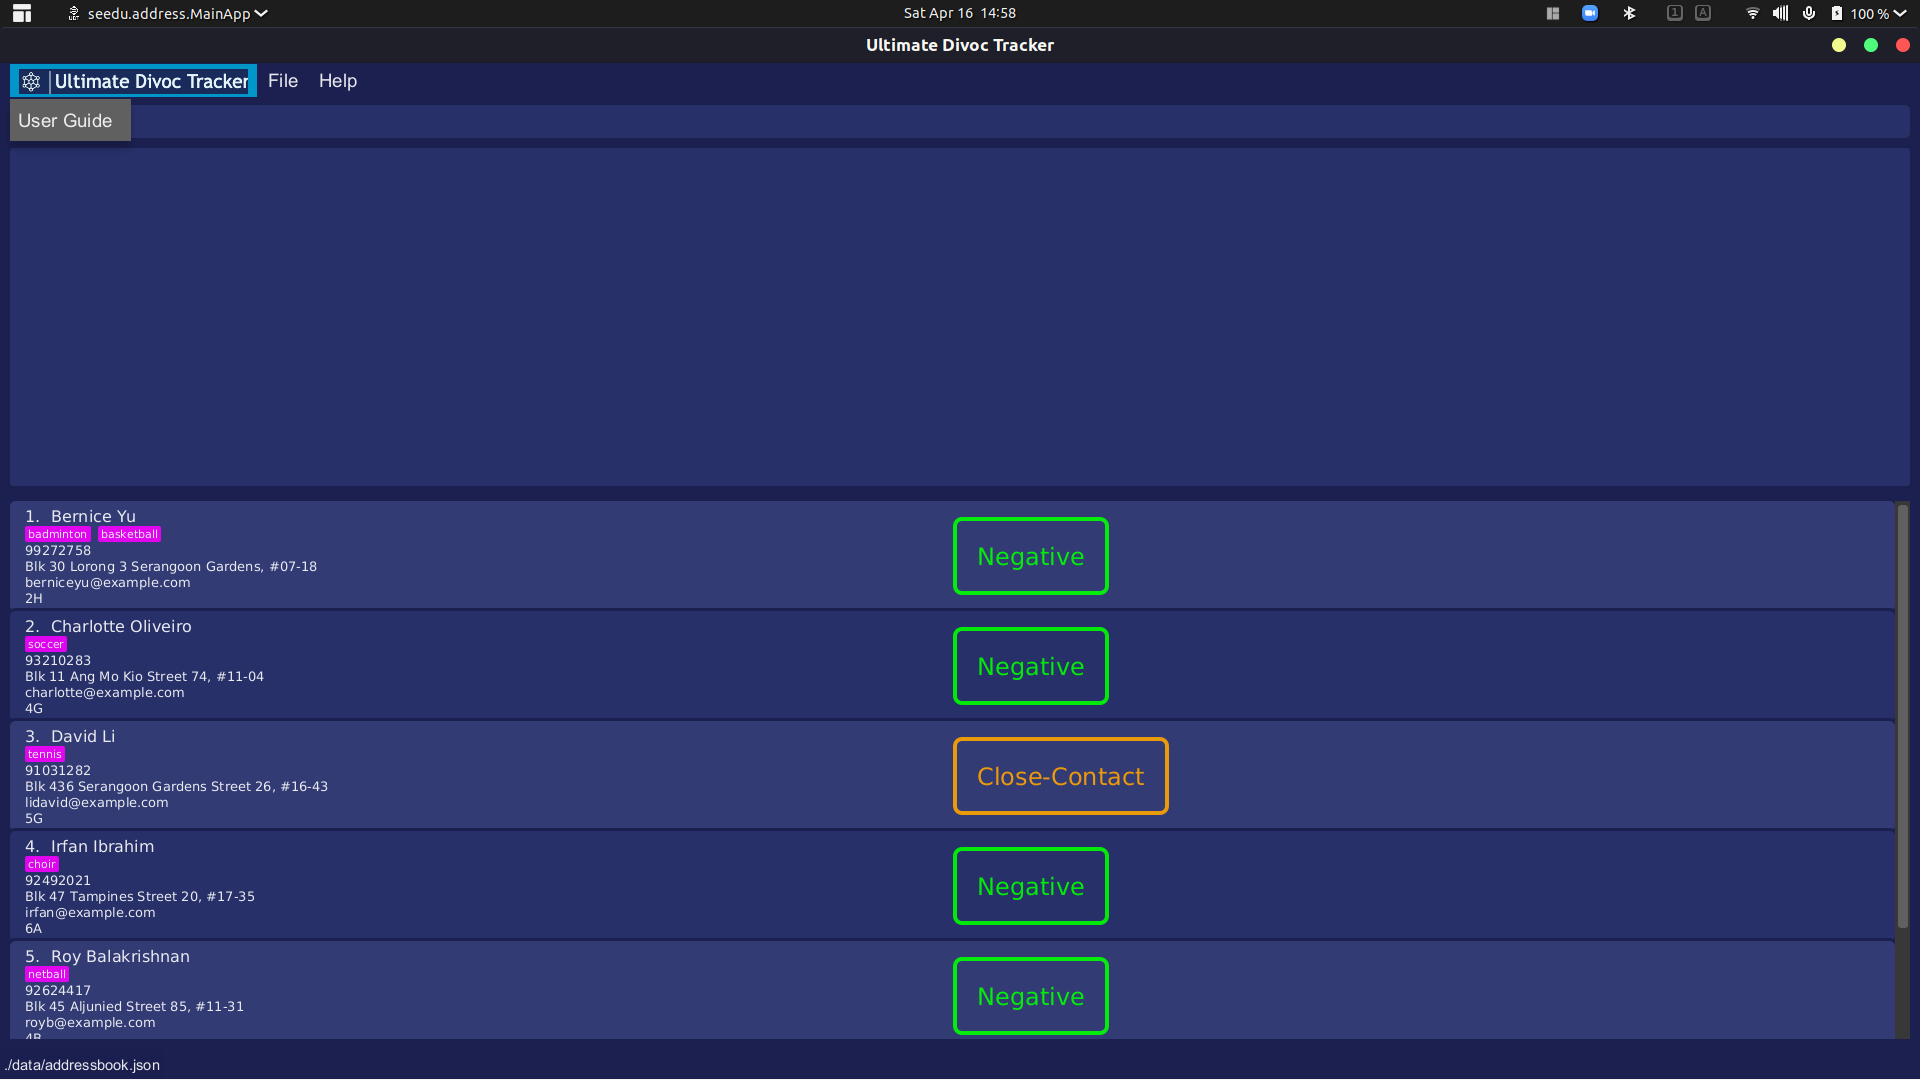 seedu.address.MainApp
Sat Apr 16 14:58
1
A
100 %
Ultimate Divoc Tracker
Ultimate Divoc Tracker File Help
User Guide
1. Bernice Yu
badminton basketball
99272758
Blk 30 Lorong 3 Serangoon Gardens, #07-18
berniceyu@example.com
2H
Negative
2. Charlotte Oliveiro
soccer
93210283
Blk 11 Ang Mo Kio Street 74, #11-04
charlotte@example.com
4G
Negative
3. David Li
tennis
91031282
Blk 436 Serangoon Gardens Street 26, #16-43
lidavid@example.com
5G
Close-Contact
4. Irfan Ibrahim
choir
92492021
Blk 47 Tampines Street 20, #17-35
irfan@example.com
6A
Negative
5. Roy Balakrishnan
netball
92624417
Blk 45 Aljunied Street 85, #11-31
royb@example.com
Negative
./data/addressbook.json